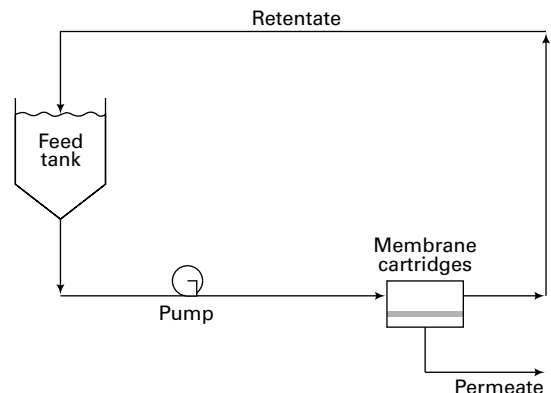 Retentate
Feed
tank
Membrane
cartridges
Pump
Permeate